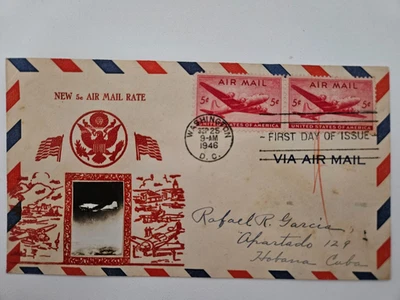 NEW 5¢ AIR MAIL RATE
AIR MAIL
5¢ 5¢
UNITED STATES OF AMERICA
AIR MAIL
5¢ 5¢
UNITED STATES OF AMERICA
WASHINGTON
SEP 25
9-AM
1946
D. C.
FIRST DAY OF ISSUE
VIA AIR MAIL
Rafael R. Garcia
Apartado 129
Habana Cuba